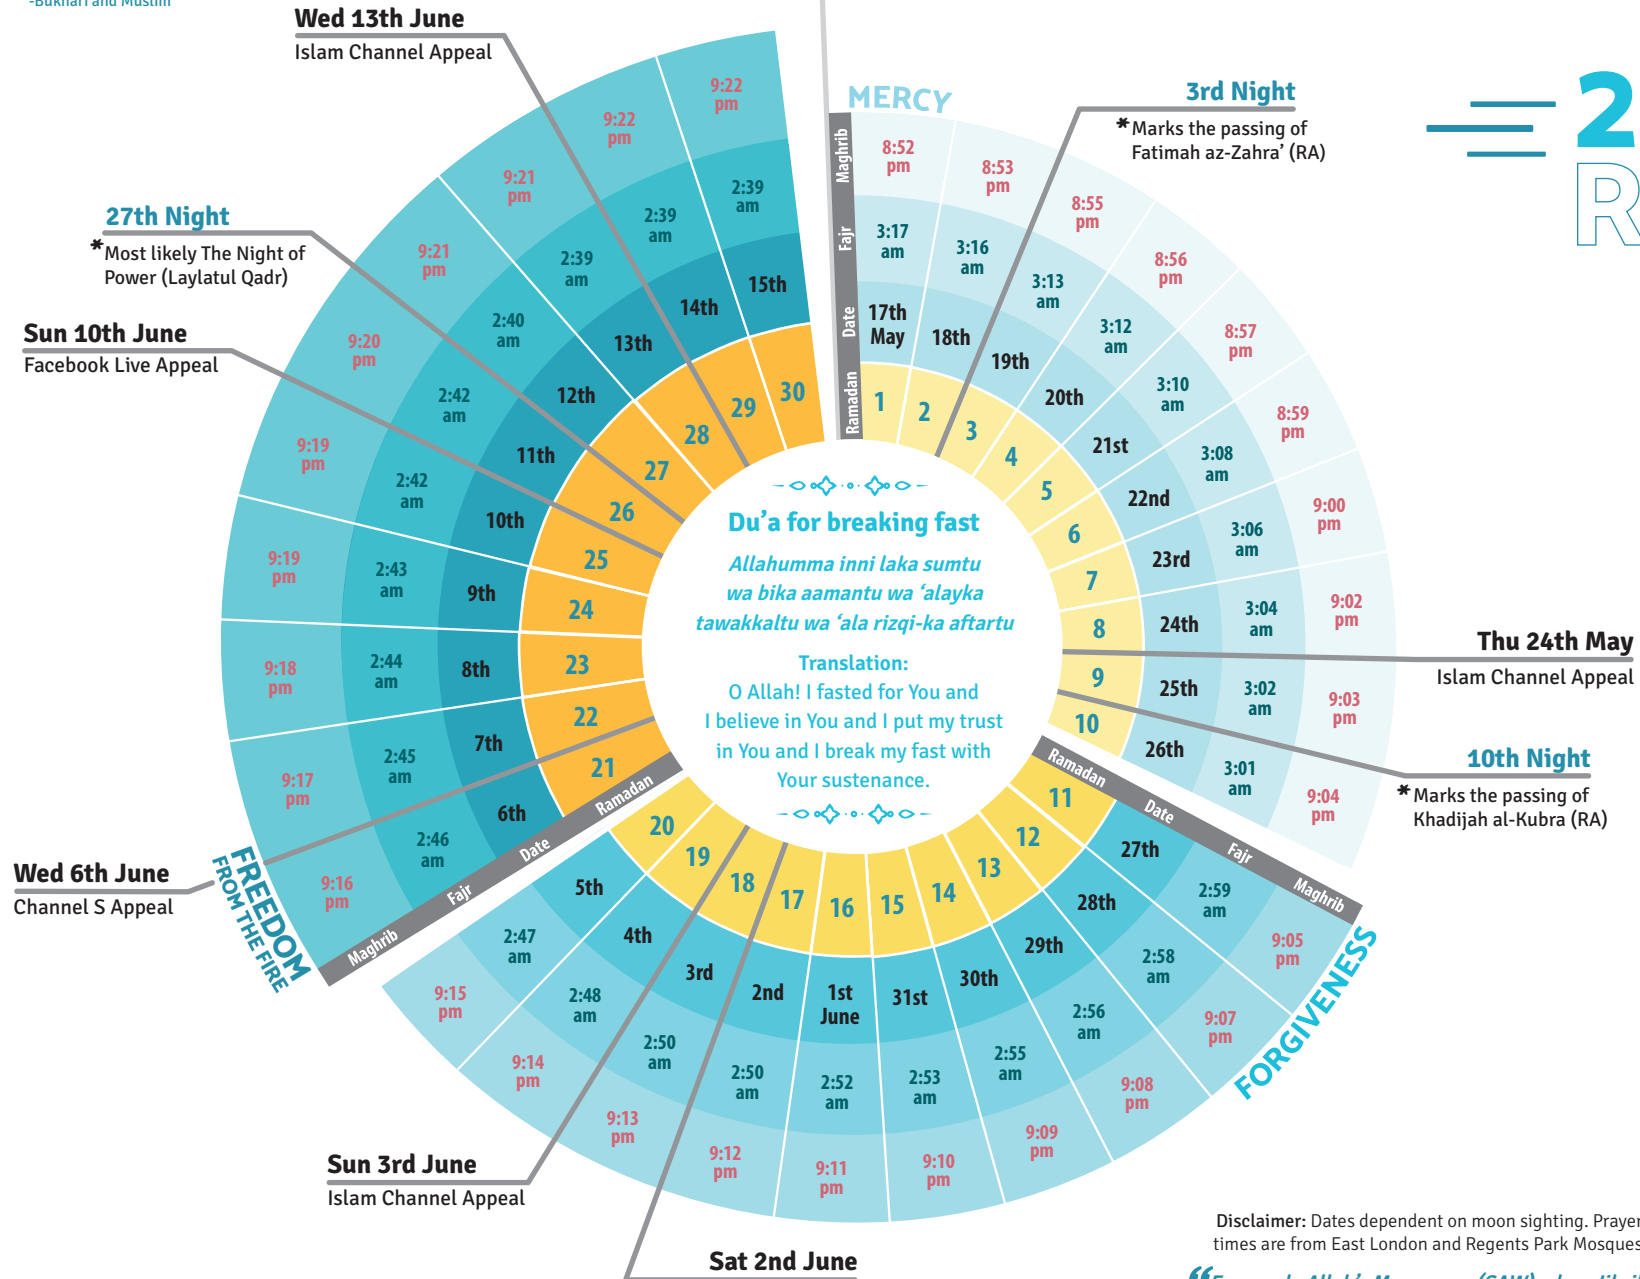 -Bukhari and Muslim
Wed 13th June
Islam Channel Appeal
27th Night
*Most likely The Night of
Power (Laylatul Qadr)
Sun 10th June
Facebook Live Appeal
Wed 6th June
Channel S Appeal
Sun 3rd June
Islam Channel Appeal
Sat 2nd June
3rd Night
*Marks the passing of
Fatimah az-Zahra’ (RA)
2
R
Thu 24th May
Islam Channel Appeal
10th Night
*Marks the passing of
Khadijah al-Kubra (RA)
MERCY
Ramadan Date Fajr Maghrib
1 17th May 3:17 am 8:52 pm
2 18th 3:16 am 8:53 pm
3 19th 3:13 am 8:55 pm
4 20th 3:12 am 8:56 pm
5 21st 3:10 am 8:57 pm
6 22nd 3:08 am 8:59 pm
7 23rd 3:06 am 9:00 pm
8 24th 3:04 am 9:02 pm
9 25th 3:02 am 9:03 pm
10 26th 3:01 am 9:04 pm
FORGIVENESS
Ramadan Date Fajr Maghrib
11 27th 2:59 am 9:05 pm
12 28th 2:58 am 9:07 pm
13 29th 2:56 am 9:08 pm
14 30th 2:55 am 9:09 pm
15 31st 2:53 am 9:10 pm
16 1st June 2:52 am 9:11 pm
17 2nd 2:50 am 9:12 pm
18 3rd 2:50 am 9:13 pm
19 4th 2:48 am 9:14 pm
20 5th 2:47 am 9:15 pm
FREEDOM
FROM THE FIRE
Ramadan Date Fajr Maghrib
21 6th 2:46 am 9:16 pm
22 7th 2:45 am 9:17 pm
23 8th 2:44 am 9:18 pm
24 9th 2:43 am 9:19 pm
25 10th 2:42 am 9:19 pm
26 11th 2:42 am 9:20 pm
27 12th 2:40 am 9:21 pm
28 13th 2:39 am 9:21 pm
29 14th 2:39 am 9:22 pm
30 15th 2:39 am 9:22 pm
Du’a for breaking fast
Allahumma inni laka sumtu
wa bika aamantu wa ‘alayka
tawakkaltu wa ‘ala rizqi-ka aftartu
Translation:
O Allah! I fasted for You and
I believe in You and I put my trust
in You and I break my fast with
Your sustenance.
Disclaimer: Dates dependent on moon sighting. Prayer
times are from East London and Regents Park Mosques